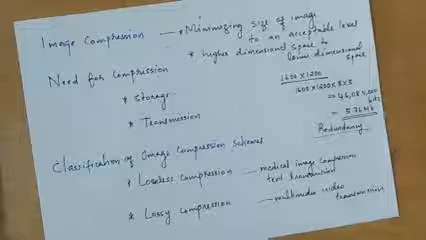 Image Compression — * Minimizing size of image
to an acceptable level
* higher dimensional space to
lower dimensional
space
Need for Compression
* Storage
* Transmission
1600 x 1200
1600 x 1200 x 8 x 3
= 46,080,000
bits
= 5.76 Mb
Redundancy
Classification of Image Compression Schemes
* Lossless compression — medical image compression
text transmission
* Lossy compression — multimedia video
transmission